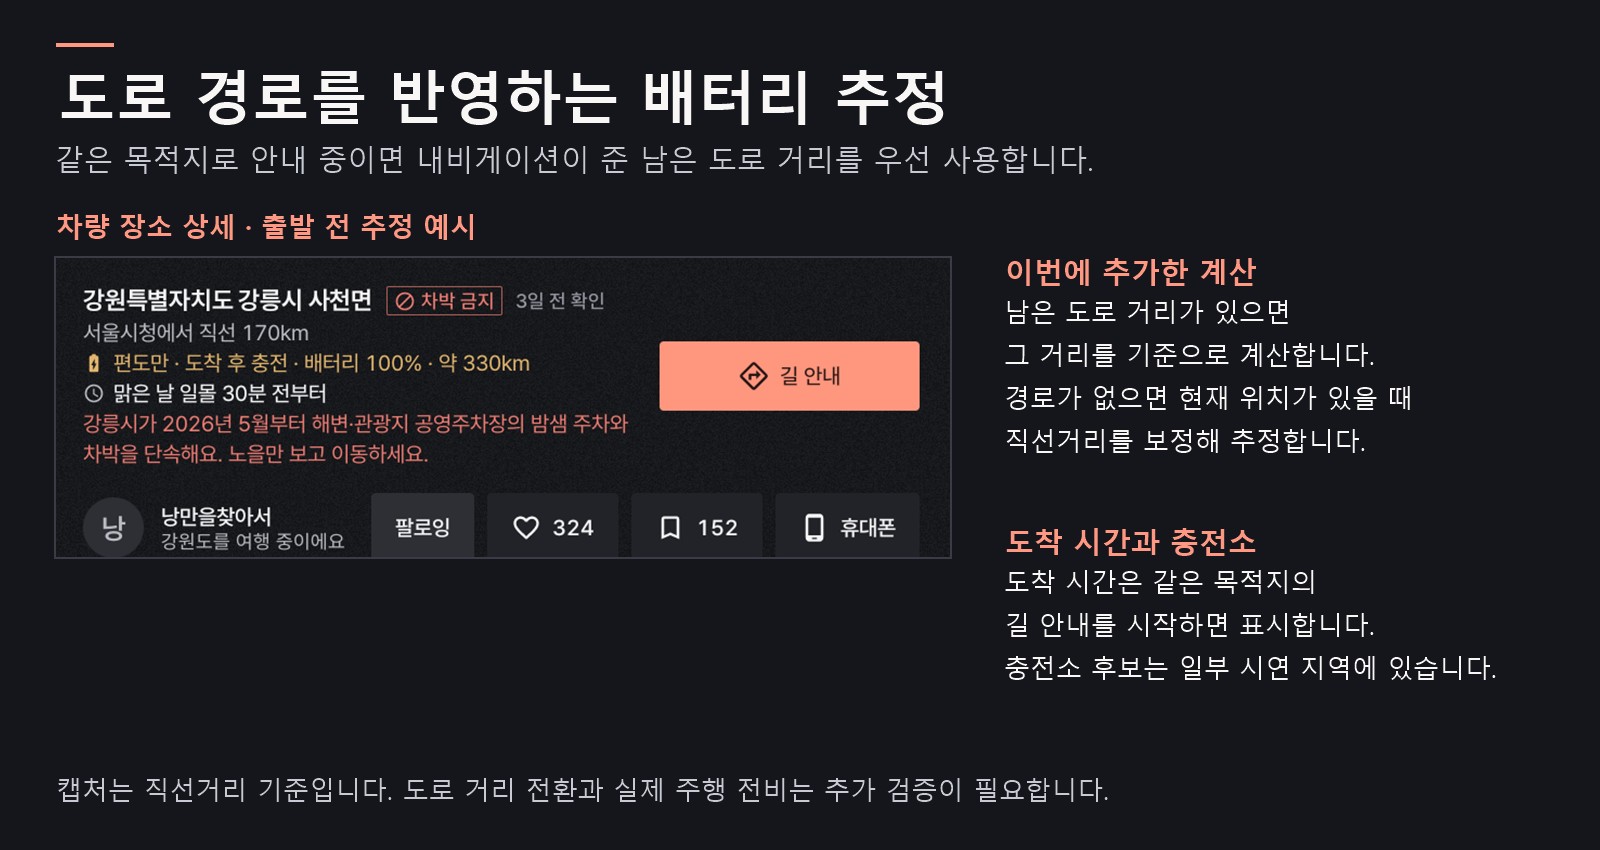 도로 경로를 반영하는 배터리 추정
같은 목적지로 안내 중이면 내비게이션이 준 남은 도로 거리를 우선 사용합니다.
차량 장소 상세 · 출발 전 추정 예시
강원특별자치도 강릉시 사천면 차박 금지 3일 전 확인
서울시청에서 직선 170km
편도만 · 도착 후 충전 · 배터리 100% · 약 330km
맑은 날 일몰 30분 전부터
강릉시가 2026년 5월부터 해변·관광지 공영주차장의 밤샘 주차와
차박을 단속해요. 노을만 보고 이동하세요.
길 안내
낭
낭만을찾아서
강원도를 여행 중이에요
팔로잉 324 152 휴대폰
이번에 추가한 계산
남은 도로 거리가 있으면
그 거리를 기준으로 계산합니다.
경로가 없으면 현재 위치가 있을 때
직선거리를 보정해 추정합니다.
도착 시간과 충전소
도착 시간은 같은 목적지의
길 안내를 시작하면 표시합니다.
충전소 후보는 일부 시연 지역에 있습니다.
캡처는 직선거리 기준입니다. 도로 거리 전환과 실제 주행 전비는 추가 검증이 필요합니다.